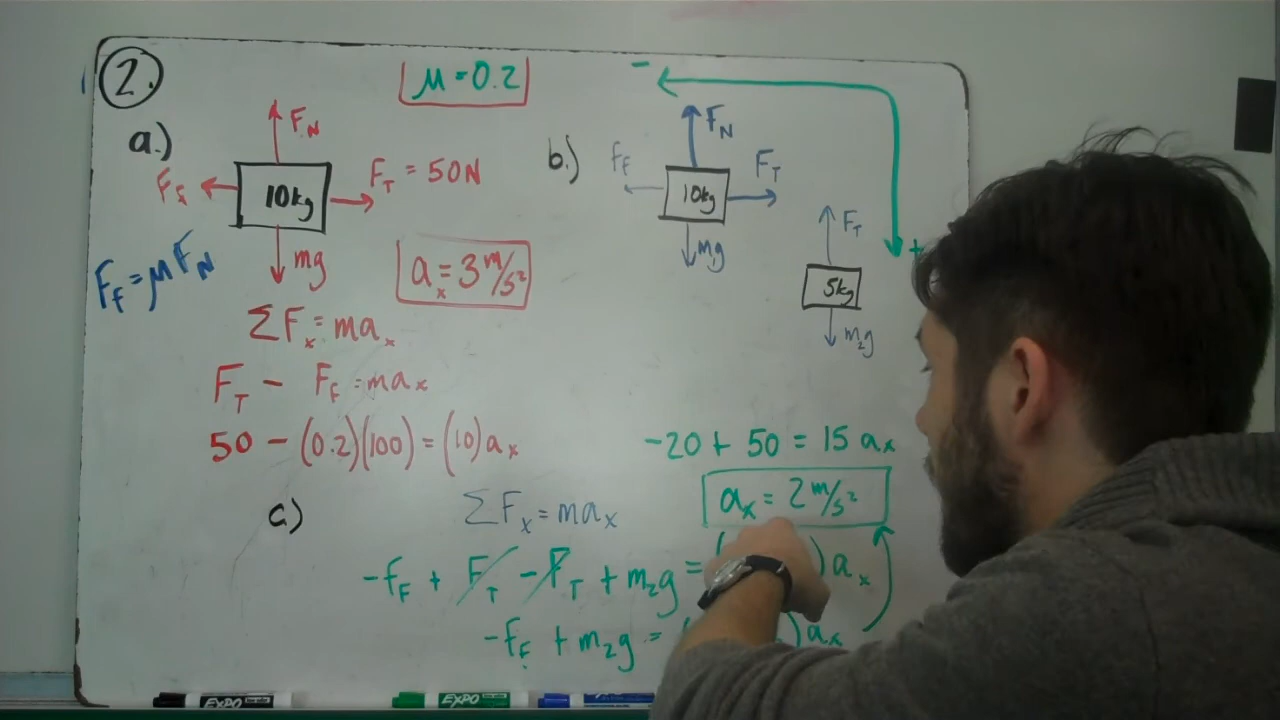 2.
μ = 0.2
a.)
F_N
F_f
10kg
F_T = 50N
mg
F_f = μF_N
a_x = 3 m/s²
ΣF_x = ma_x
F_T - F_f = ma_x
50 - (0.2)(100) = (10)a_x
b.)
-
+
F_N
f_f
10kg
F_T
m₁g
F_T
5kg
m₂g
-20 + 50 = 15 a_x
a_x = 2 m/s²
c.)
ΣF_x = ma_x
-f_f + F_T - F_T + m₂g = ( ) a_x
-f_f + m₂g = ( ) a_x
EXPO
EXPO